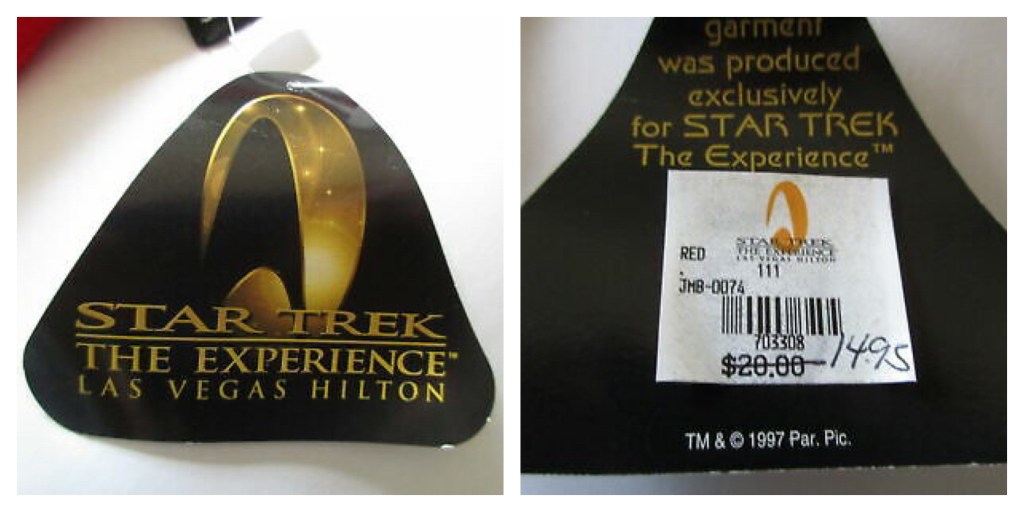 STAR TREK
THE EXPERIENCE™
LAS VEGAS HILTON
garment
was produced
exclusively
for STAR TREK
The Experience™
STAR TREK
THE EXPERIENCE
LAS VEGAS HILTON
RED
111
JMB-0074
703308
$20.00 14.95
TM & © 1997 Par. Pic.